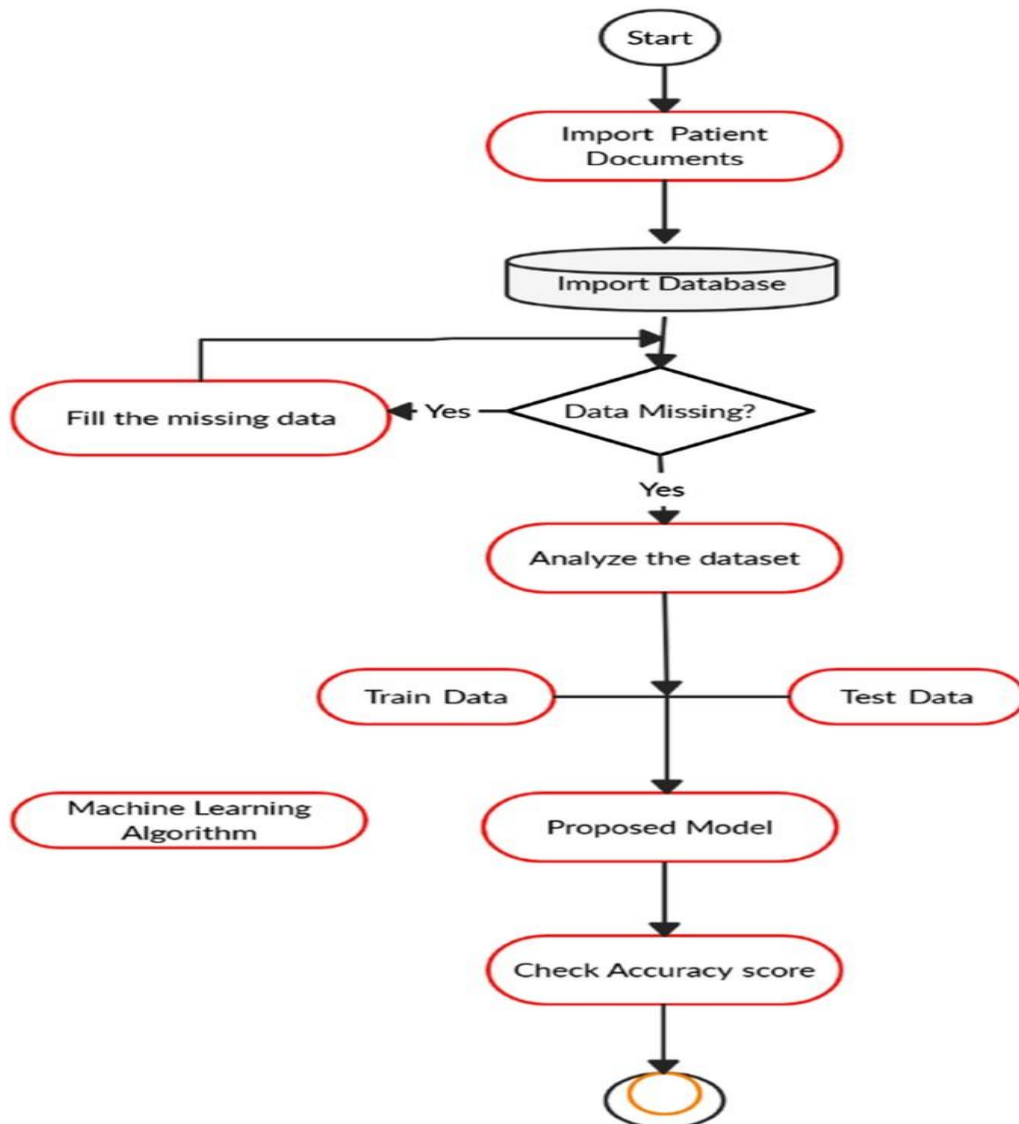 Start
Import Patient
Documents
Import Database
Fill the missing data
Yes
Data Missing?
Yes
Analyze the dataset
Train Data
Test Data
Machine Learning
Algorithm
Proposed Model
Check Accuracy score